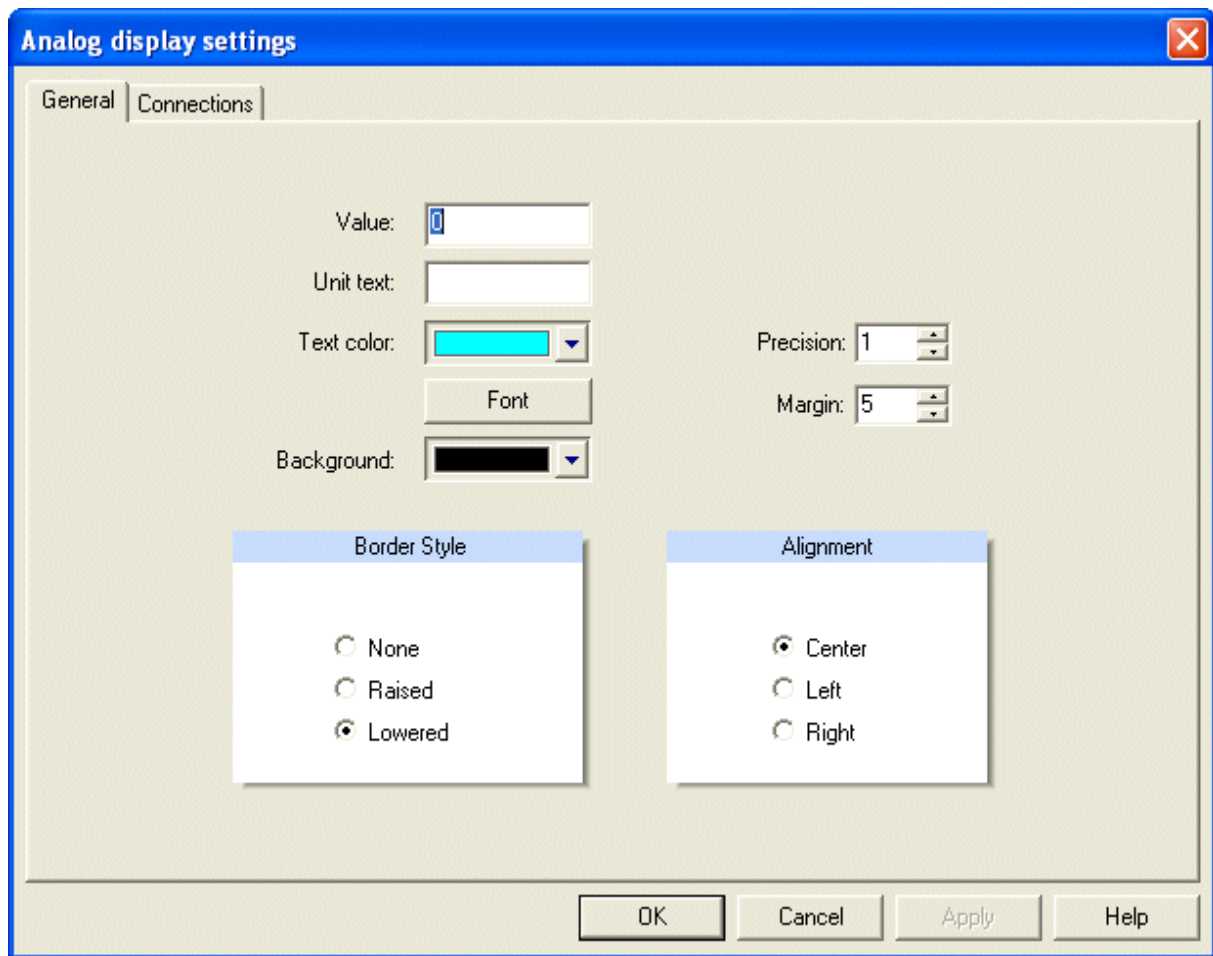 Analog display settings
General Connections
Value: 0
Unit text:
Text color:
Precision: 1
Font
Margin: 5
Background:
Border Style
None
Raised
Lowered
Alignment
Center
Left
Right
OK Cancel Apply Help